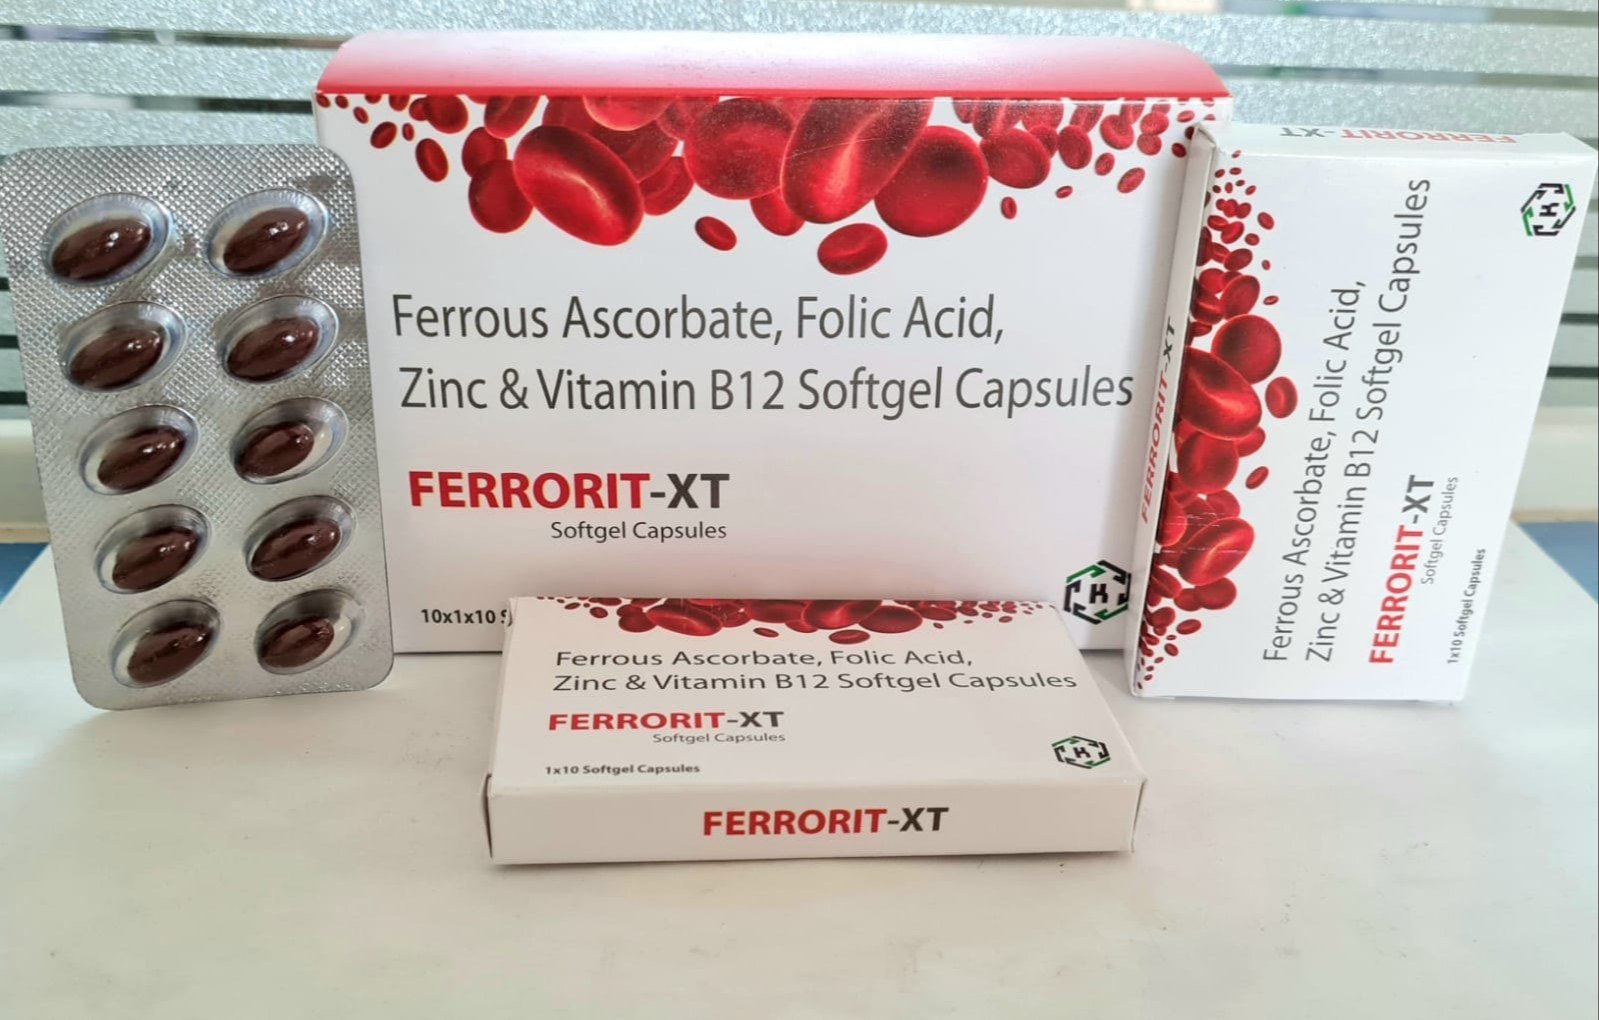 Ferrous Ascorbate, Folic Acid,
Zinc & Vitamin B12 Softgel Capsules
FERRORIT-XT
Softgel Capsules
10x1x10
K
Ferrous Ascorbate, Folic Acid,
Zinc & Vitamin B12 Softgel Capsules
FERRORIT-XT
Softgel Capsules
1x10 Softgel Capsules
K
FERRORIT-XT
FERRORIT-XT
FERRORIT-XT
Ferrous Ascorbate, Folic Acid,
Zinc & Vitamin B12 Softgel Capsules
FERRORIT-XT
Softgel Capsules
1x10 Softgel Capsules
K